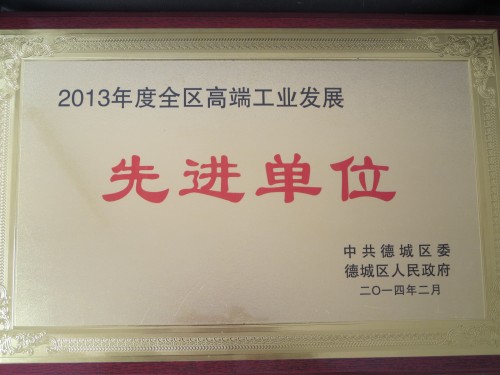 2013年度全区高端工业发展
先进单位
中共德城区委
德城区人民政府
二〇一四年二月